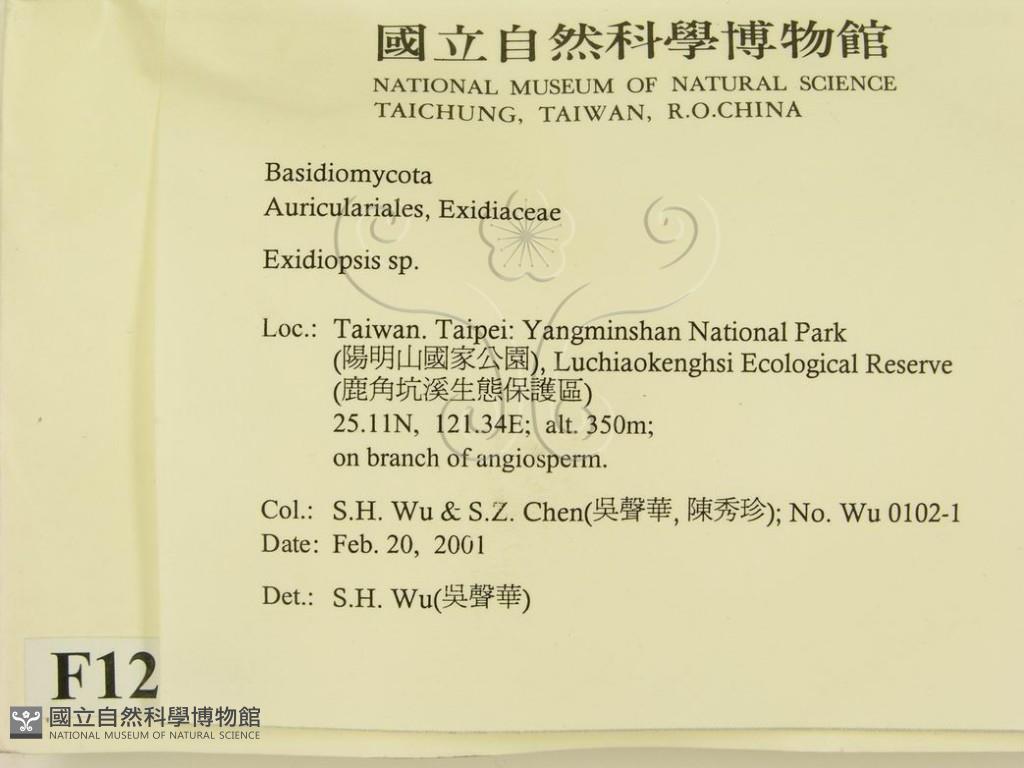 國立自然科學博物館
NATIONAL MUSEUM OF NATURAL SCIENCE
TAICHUNG, TAIWAN, R.O.CHINA
Basidiomycota
Auriculariales, Exidiaceae
Exidiopsis sp.
Loc.: Taiwan. Taipei: Yangminshan National Park
(陽明山國家公園), Luchiaokenghsi Ecological Reserve
(鹿角坑溪生態保護區)
25.11N, 121.34E; alt. 350m;
on branch of angiosperm.
Col.: S.H. Wu & S.Z. Chen(吳聲華, 陳秀珍); No. Wu 0102-1
Date: Feb. 20, 2001
Det.: S.H. Wu(吳聲華)
F12
國立自然科學博物館
NATIONAL MUSEUM OF NATURAL SCIENCE